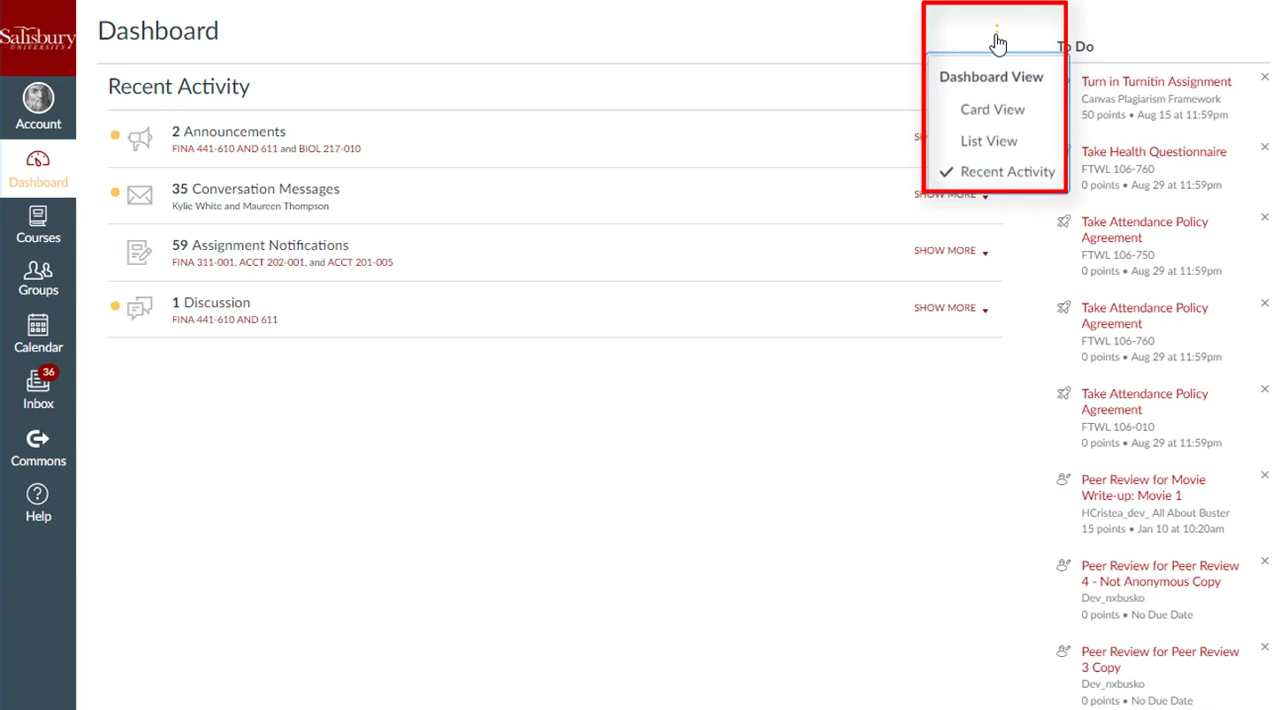 Salisbury
UNIVERSITY
Account
Dashboard
Courses
Groups
Calendar
36
Inbox
Commons
Help
Dashboard
Recent Activity
2 Announcements
FINA 441-610 AND 611 and BIOL 217-010
35 Conversation Messages
Kylie White and Maureen Thompson
SHOW MORE
59 Assignment Notifications
FINA 311-001, ACCT 202-001, and ACCT 201-005
SHOW MORE
1 Discussion
FINA 441-610 AND 611
SHOW MORE
Dashboard View
Card View
List View
Recent Activity
To Do
Turn in Turnitin Assignment
Canvas Plagiarism Framework
50 points • Aug 15 at 11:59pm
Take Health Questionnaire
FTWL 106-760
0 points • Aug 29 at 11:59pm
Take Attendance Policy
Agreement
FTWL 106-750
0 points • Aug 29 at 11:59pm
Take Attendance Policy
Agreement
FTWL 106-760
0 points • Aug 29 at 11:59pm
Take Attendance Policy
Agreement
FTWL 106-010
0 points • Aug 29 at 11:59pm
Peer Review for Movie
Write-up: Movie 1
HCristea_dev_ All About Buster
15 points • Jan 10 at 10:20am
Peer Review for Peer Review
4 - Not Anonymous Copy
Dev_nxbusko
0 points • No Due Date
Peer Review for Peer Review
3 Copy
Dev_nxbusko
0 points • No Due Date